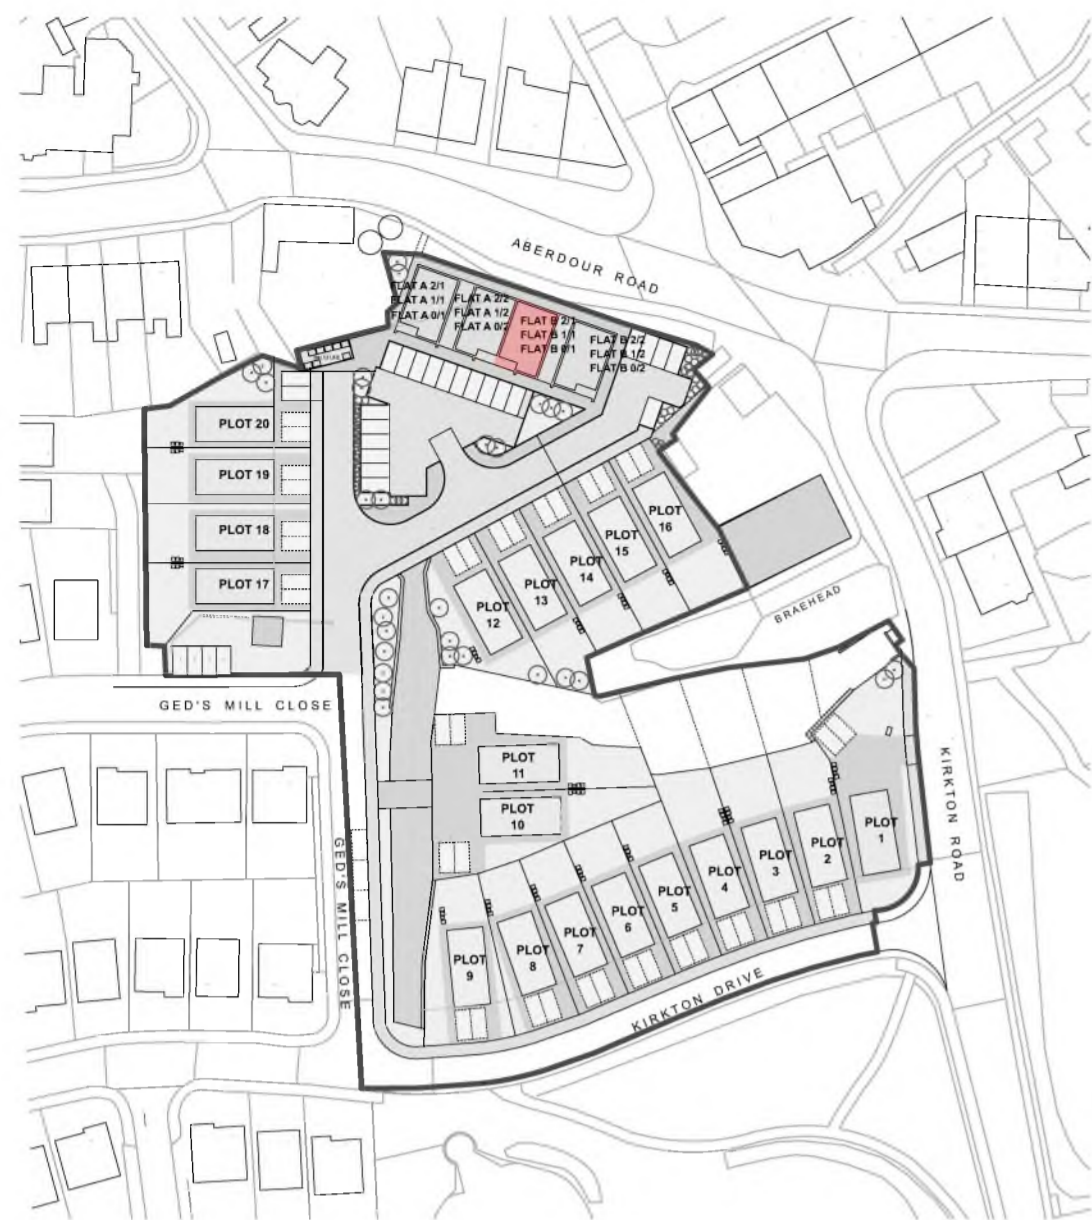 ABERDOUR ROAD
FLAT A 2/1
FLAT A 1/1
FLAT A 0/1
FLAT A 2/2
FLAT A 1/2
FLAT A 0/2
FLAT B 2/1
FLAT B 1/1
FLAT B 0/1
FLAT B 2/2
FLAT B 1/2
FLAT B 0/2
PLOT 20
PLOT 19
PLOT 18
PLOT 17
PLOT
16
PLOT
15
PLOT
14
PLOT
13
PLOT
12
BRAEHEAD
GED'S MILL CLOSE
PLOT
11
PLOT
10
KIRKTON ROAD
PLOT
1
PLOT
2
PLOT
3
PLOT
4
PLOT
5
PLOT
6
PLOT
7
PLOT
8
PLOT
9
GED'S MILL CLOSE
KIRKTON DRIVE